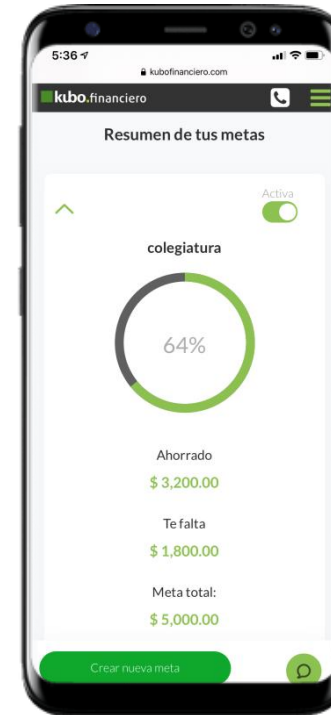 5:36
kubofinanciero.com
kubo.financiero
Resumen de tus metas
Activa
colegiatura
64%
Ahorrado
$ 3,200.00
Te falta
$ 1,800.00
Meta total:
$ 5,000.00
Crear nueva meta